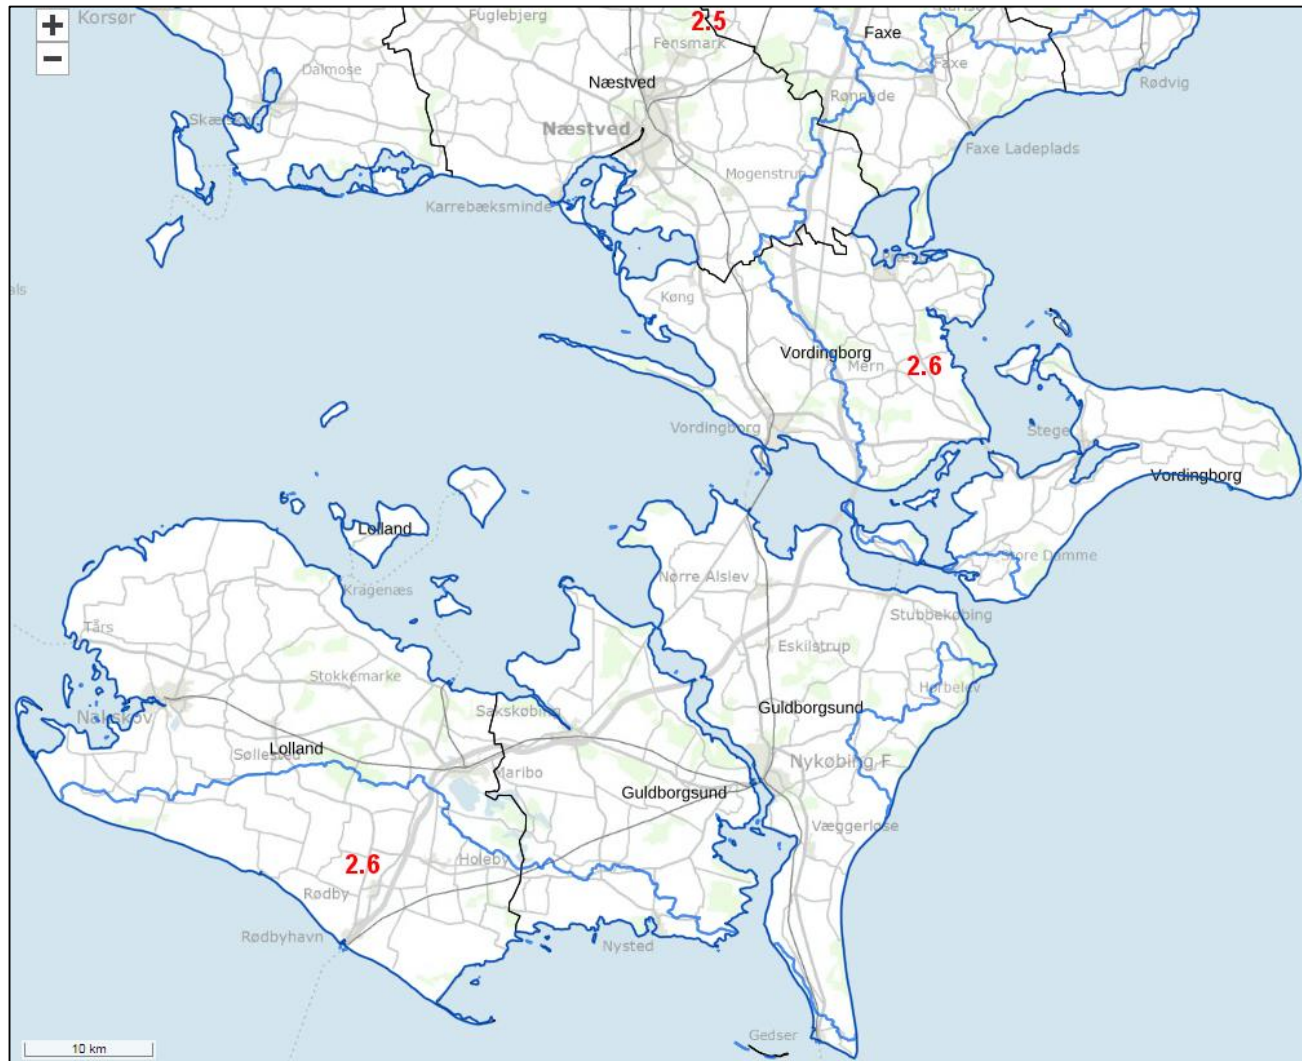 +
−
Korsør
Fuglebjerg
2.5
Fensmark
Faxe
Faxe
Dalmose
Næstved
Rødvig
Rønnede
Næstved
Faxe Ladeplads
Mogenstrup
Karrebæksminde
Køng
Vordingborg
Mern
2.6
Vordingborg
Stege
Vordingborg
Lolland
Store Damme
Nørre Alslev
Kragenæs
Stubbekøbing
Tårs
Eskilstrup
Stokkemarke
Horbelev
Sakskøbing
Guldborgsund
Nakskov
Lolland
Søllested
Nykøbing F
Maribo
Guldborgsund
Væggerløse
2.6
Holeby
Rødby
Rødbyhavn
Nysted
Gedser
10 km